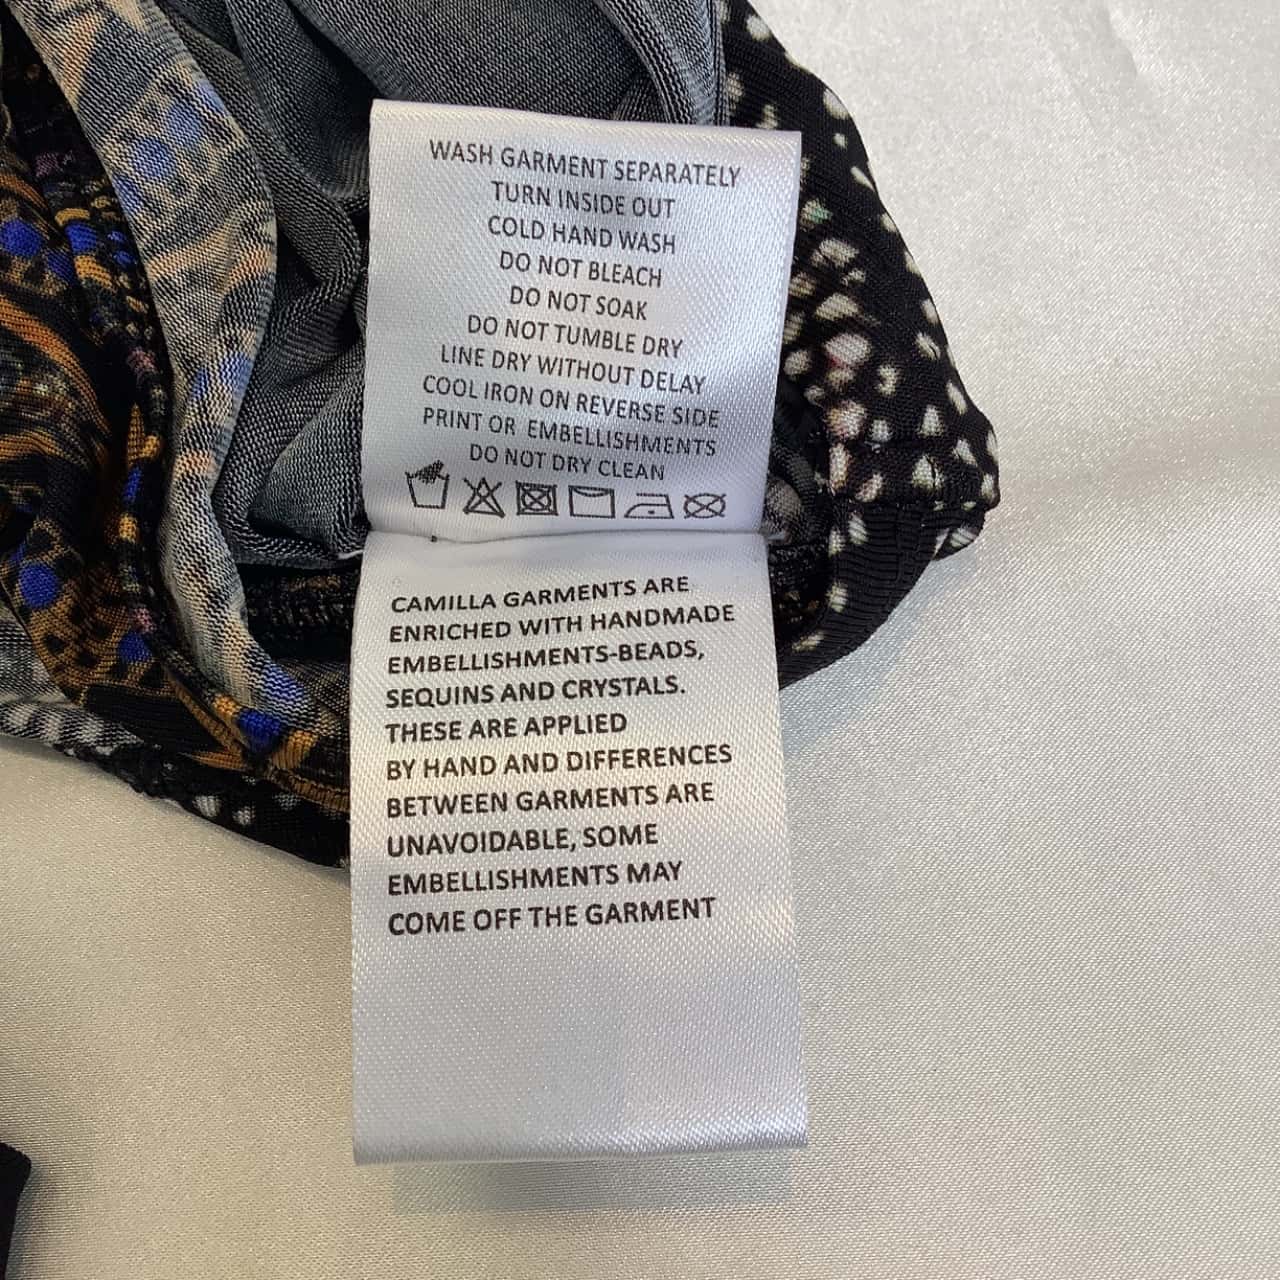 WASH GARMENT SEPARATELY
TURN INSIDE OUT
COLD HAND WASH
DO NOT BLEACH
DO NOT SOAK
DO NOT TUMBLE DRY
LINE DRY WITHOUT DELAY
COOL IRON ON REVERSE SIDE
PRINT OR EMBELLISHMENTS
DO NOT DRY CLEAN
CAMILLA GARMENTS ARE
ENRICHED WITH HANDMADE
EMBELLISHMENTS-BEADS,
SEQUINS AND CRYSTALS.
THESE ARE APPLIED
BY HAND AND DIFFERENCES
BETWEEN GARMENTS ARE
UNAVOIDABLE, SOME
EMBELLISHMENTS MAY
COME OFF THE GARMENT